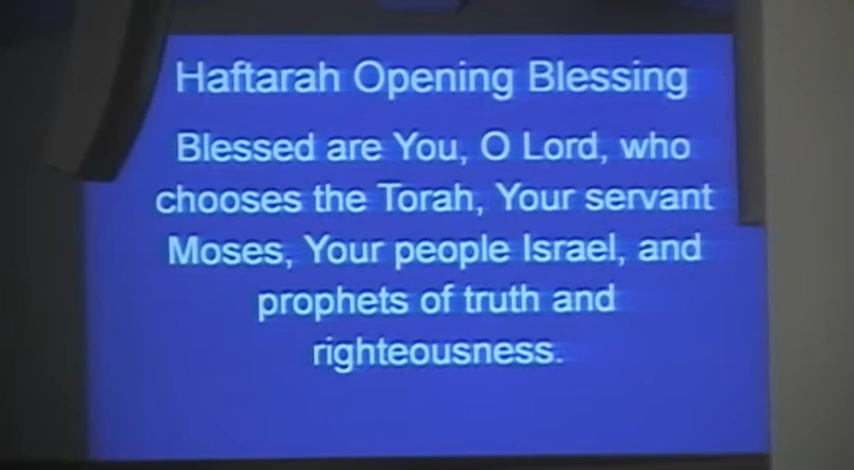 Haftarah Opening Blessing
Blessed are You, O Lord, who
chooses the Torah, Your servant
Moses, Your people Israel, and
prophets of truth and
righteousness.